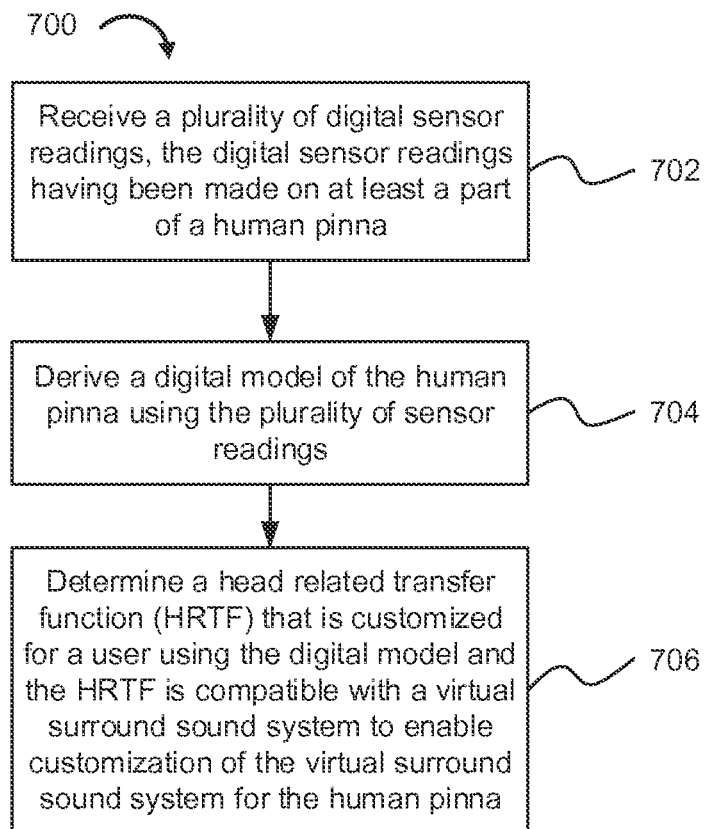 700
Receive a plurality of digital sensor
readings, the digital sensor readings
having been made on at least a part
of a human pinna
702
Derive a digital model of the human
pinna using the plurality of sensor
readings
704
Determine a head related transfer
function (HRTF) that is customized
for a user using the digital model and
the HRTF is compatible with a virtual
surround sound system to enable
customization of the virtual surround
sound system for the human pinna
706